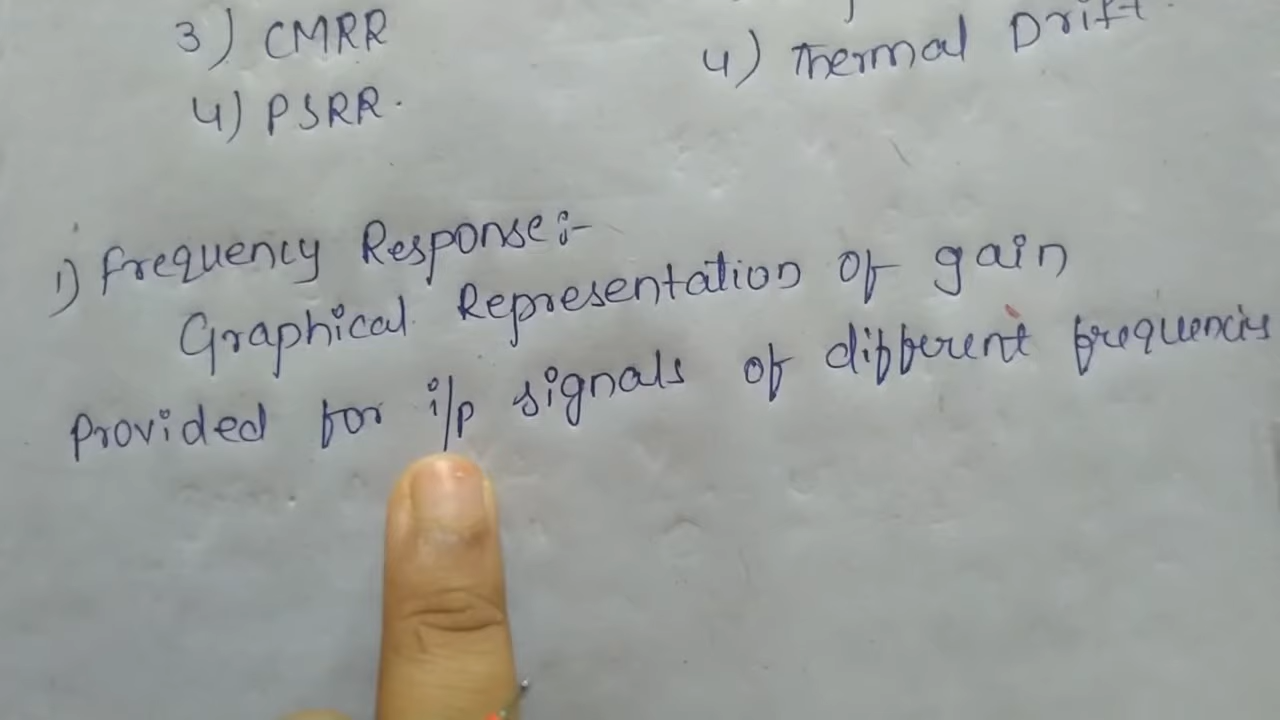 3) CMRR
4) PSRR.
4) Thermal Drift.
1) Frequency Response:-
Graphical Representation of gain
Provided for i/p signals of different frequencies